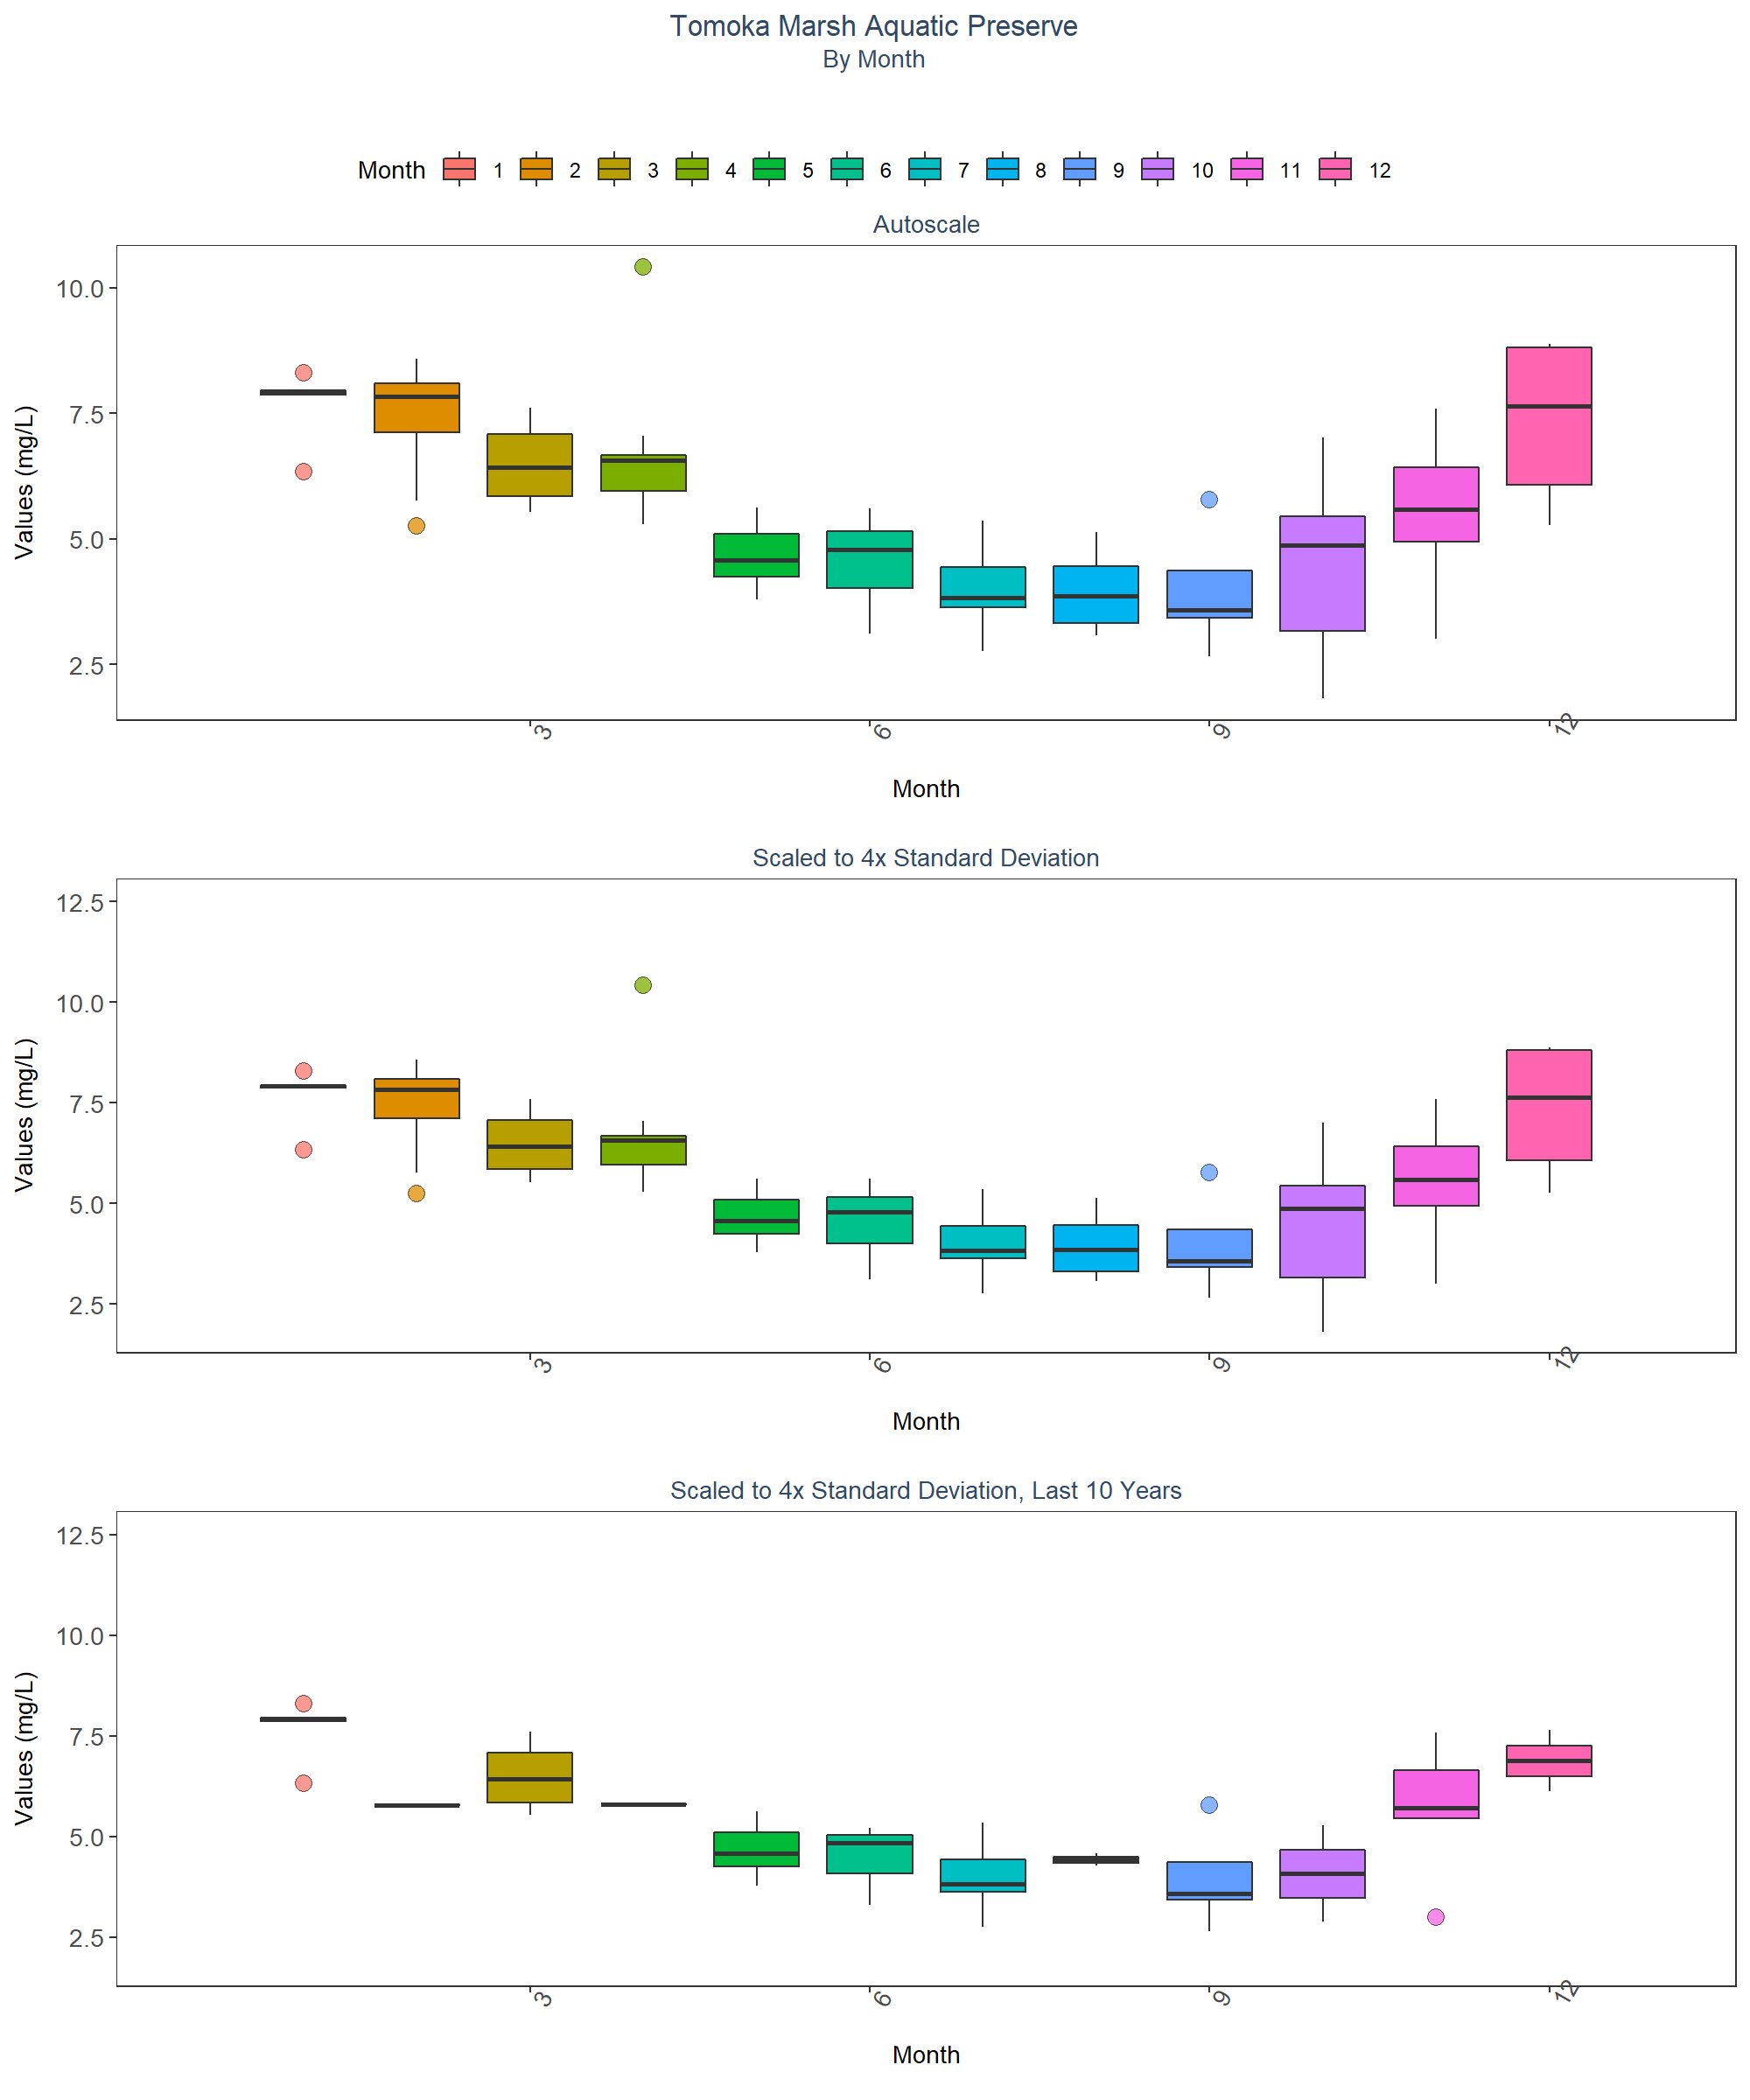 Tomoka Marsh Aquatic Preserve
By Month
Month 1 2 3 4 5 6 7 8 9 10 11 12
Autoscale
10.0
7.5
5.0
2.5
Values (mg/L)
3 6 9 12
Month
Scaled to 4x Standard Deviation
12.5
10.0
7.5
5.0
2.5
Values (mg/L)
3 6 9 12
Month
Scaled to 4x Standard Deviation, Last 10 Years
12.5
10.0
7.5
5.0
2.5
Values (mg/L)
3 6 9 12
Month